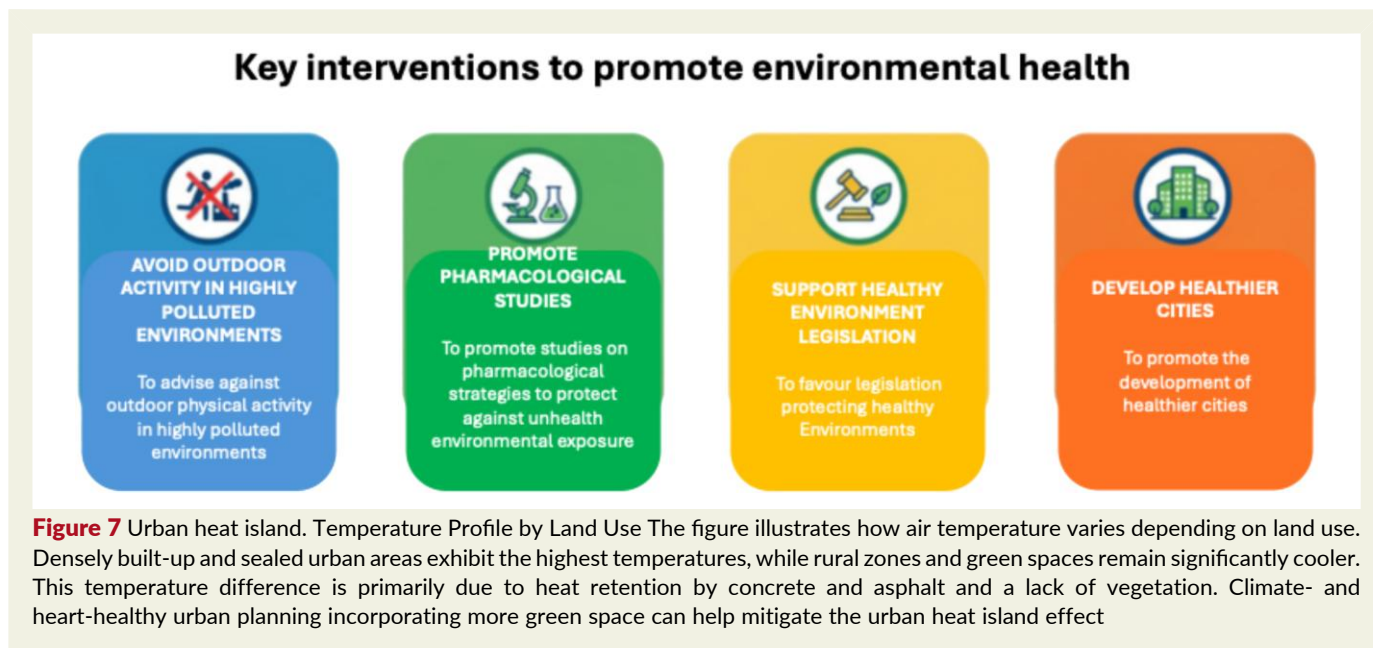 Key interventions to promote environmental health
AVOID OUTDOOR
ACTIVITY IN HIGHLY
POLLUTED
ENVIRONMENTS
To advise against
outdoor physical activity
in highly polluted
environments
PROMOTE
PHARMACOLOGICAL
STUDIES
To promote studies on
pharmacological
strategies to protect
against unhealth
environmental exposure
SUPPORT HEALTHY
ENVIRONMENT
LEGISLATION
To favour legislation
protecting healthy
Environments
DEVELOP HEALTHIER
CITIES
To promote the
development of
healthier cities
Figure 7 Urban heat island. Temperature Profile by Land Use The figure illustrates how air temperature varies depending on land use.
Densely built-up and sealed urban areas exhibit the highest temperatures, while rural zones and green spaces remain significantly cooler.
This temperature difference is primarily due to heat retention by concrete and asphalt and a lack of vegetation. Climate- and
heart-healthy urban planning incorporating more green space can help mitigate the urban heat island effect